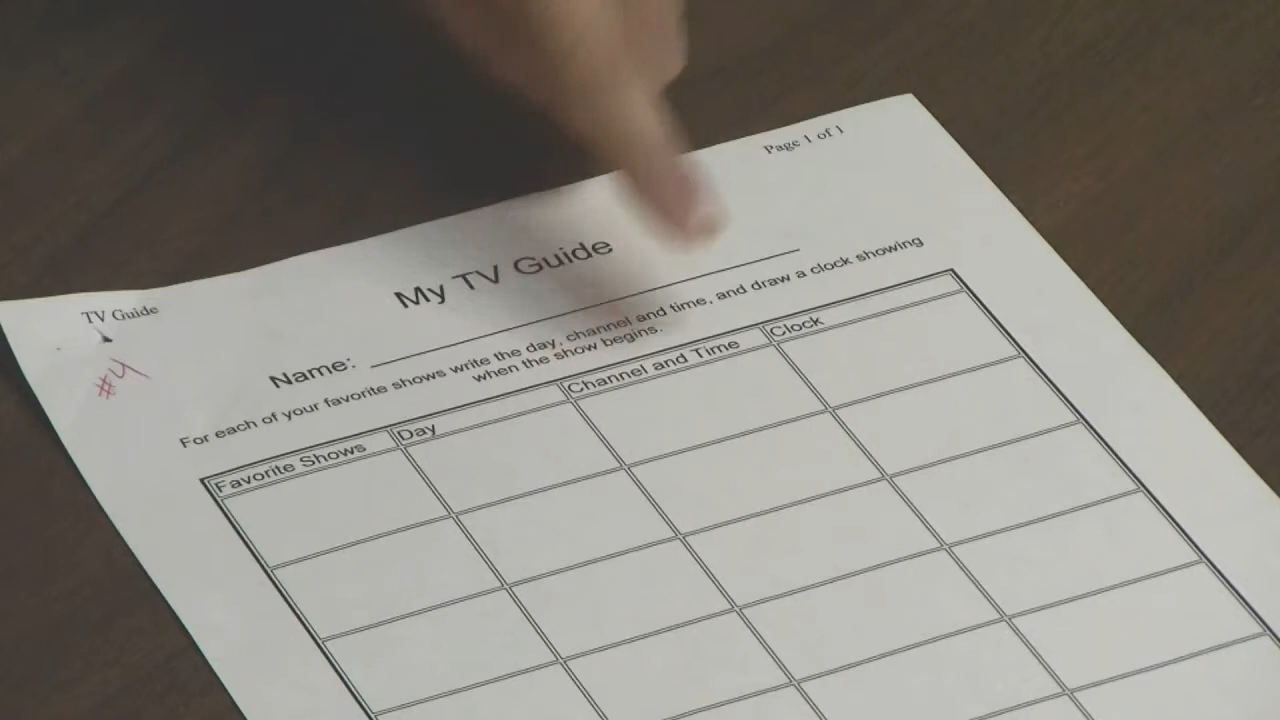 Page 1 of 1
TV Guide
#4
My TV Guide
Name:
For each of your favorite shows write the day, channel and time, and draw a clock showing
when the show begins.
Favorite Shows Day Channel and Time Clock